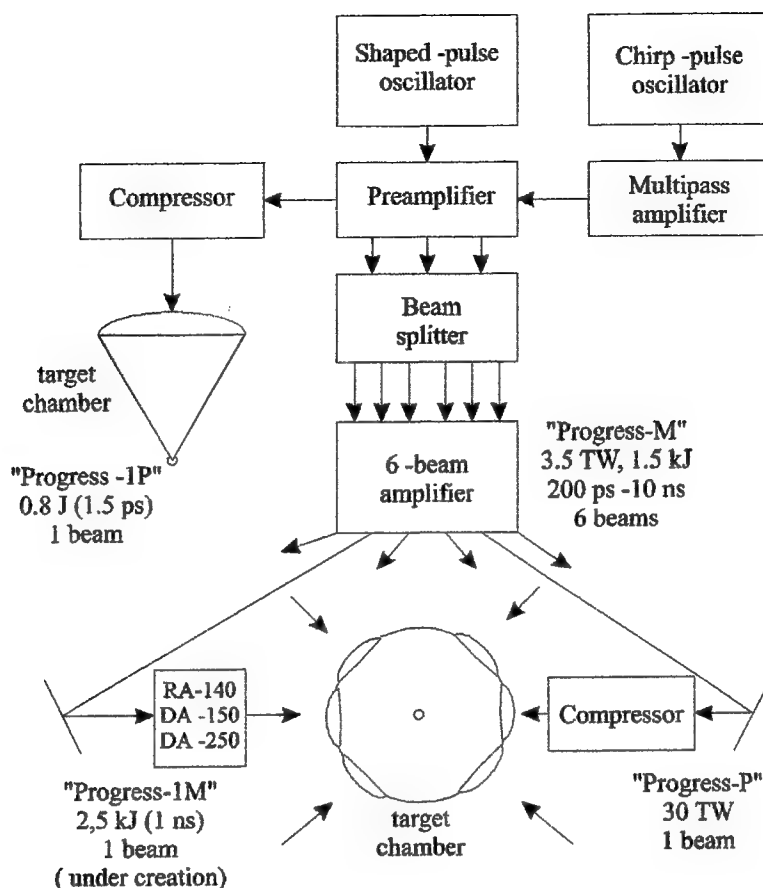 Shaped -pulse
oscillator
Chirp -pulse
oscillator
Compressor
Preamplifier
Multipass
amplifier
Beam
splitter
target
chamber
"Progress -1P"
0.8 J (1.5 ps)
1 beam
6 -beam
amplifier
"Progress-M"
3.5 TW, 1.5 kJ
200 ps -10 ns
6 beams
RA-140
DA -150
DA -250
Compressor
"Progress-1M"
2,5 kJ (1 ns)
1 beam
( under creation)
target
chamber
"Progress-P"
30 TW
1 beam